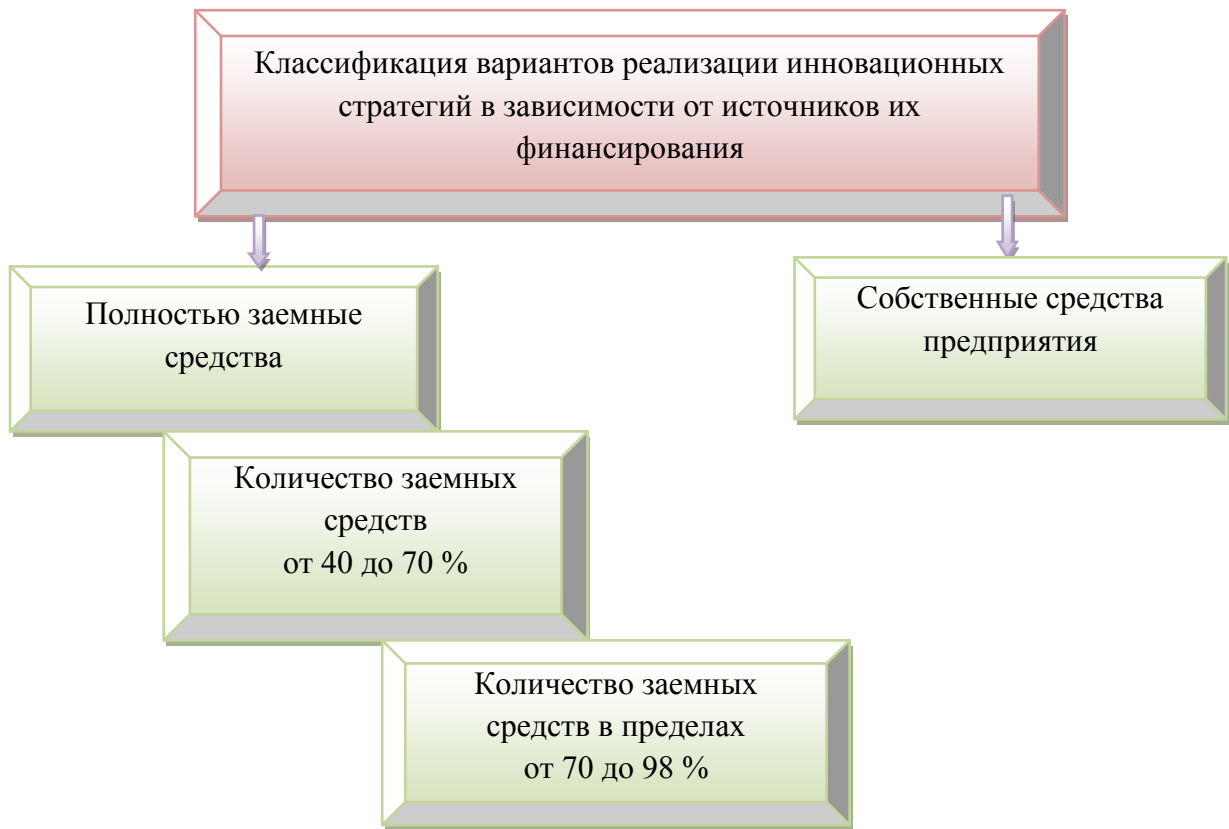 Классификация вариантов реализации инновационных
стратегий в зависимости от источников их
финансирования
Полностью заемные
средства
Собственные средства
предприятия
Количество заемных
средств
от 40 до 70 %
Количество заемных
средств в пределах
от 70 до 98 %